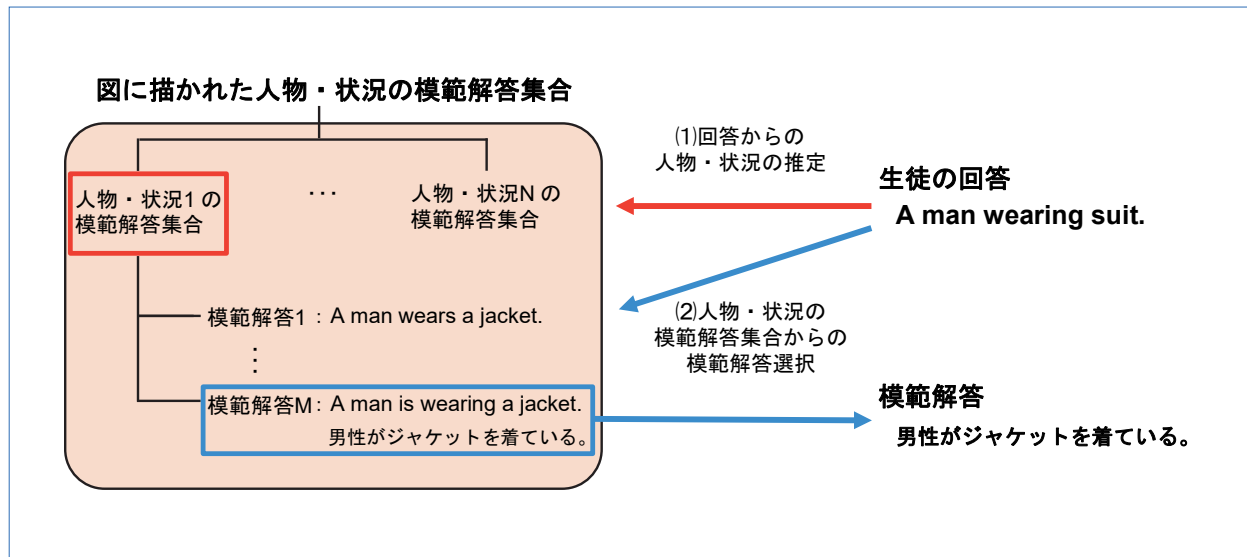 図に描かれた人物・状況の模範解答集合
人物・状況1 の
模範解答集合
･･･
人物・状況N の
模範解答集合
模範解答1：A man wears a jacket.
⋮
模範解答M：A man is wearing a jacket.
男性がジャケットを着ている。
⑴回答からの
人物・状況の推定
生徒の回答
A man wearing suit.
⑵人物・状況の
模範解答集合からの
模範解答選択
模範解答
男性がジャケットを着ている。